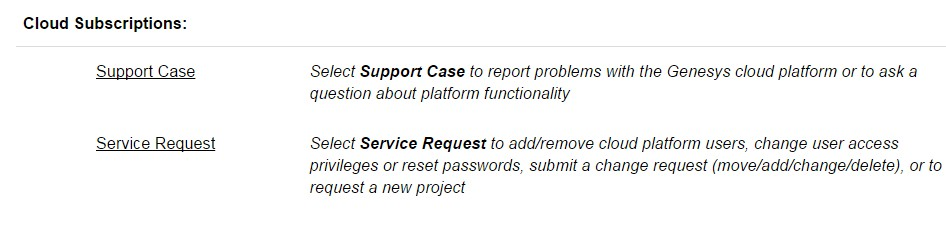 Cloud Subscriptions:
Support Case
Select Support Case to report problems with the Genesys cloud platform or to ask a
question about platform functionality
Service Request
Select Service Request to add/remove cloud platform users, change user access
privileges or reset passwords, submit a change request (move/add/change/delete), or to
request a new project